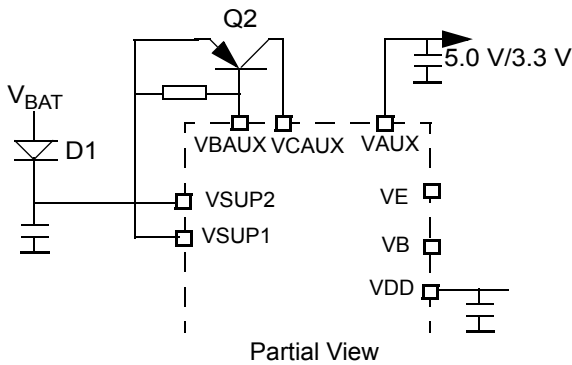 Q2
5.0 V/3.3 V
VBAT
D1
VBAUX VCAUX VAUX
VSUP2
VE
VSUP1
VB
VDD
Partial View